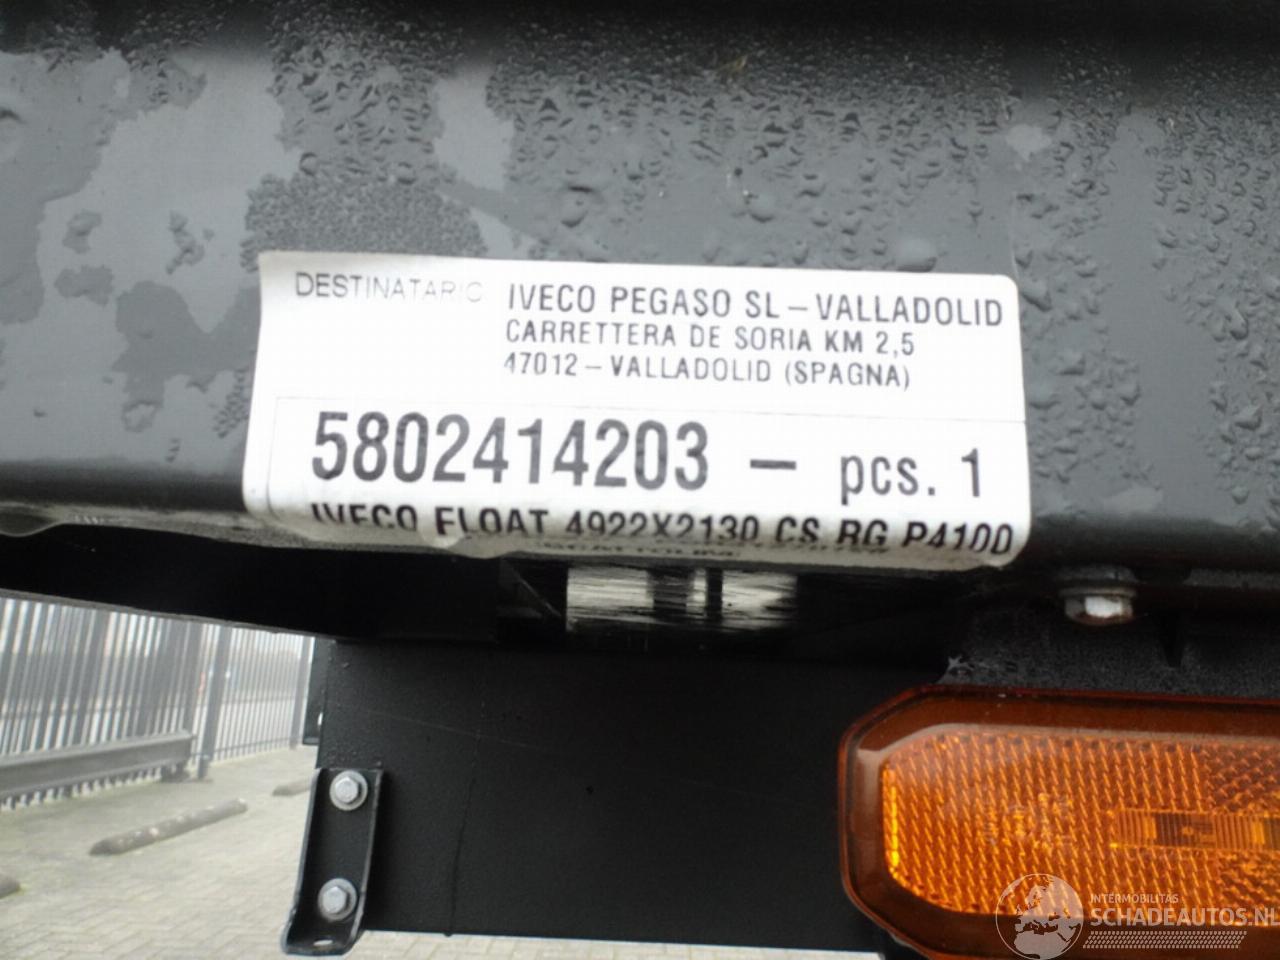 DESTINATARIO IVECO PEGASO SL – VALLADOLID
CARRETTERA DE SORIA KM 2,5
47012 – VALLADOLID (SPAGNA)
5802414203 – pcs. 1
IVECO FLOAT 4922X2130 CS RG P4100
INTERMOBILITAS
SCHADEAUTOS.NL